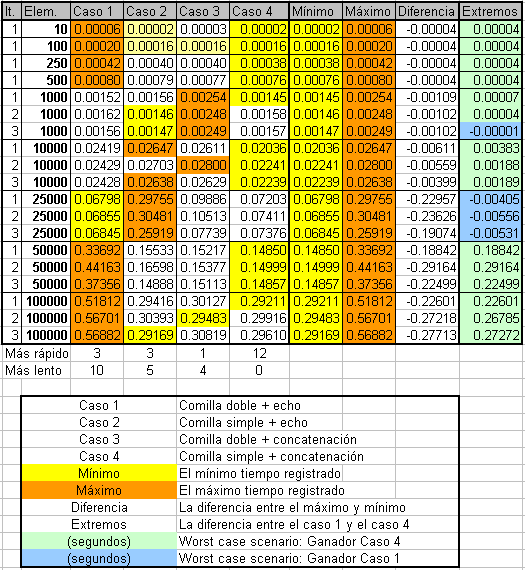 It. Elem. Caso 1 Caso 2 Caso 3 Caso 4 Mínimo Máximo Diferencia Extremos
1 10 0.00006 0.00002 0.00003 0.00002 0.00002 0.00006 -0.00004 0.00004
1 100 0.00020 0.00016 0.00016 0.00016 0.00016 0.00020 -0.00004 0.00004
1 250 0.00042 0.00040 0.00040 0.00038 0.00038 0.00042 -0.00004 0.00004
1 500 0.00080 0.00079 0.00077 0.00076 0.00076 0.00080 -0.00004 0.00004
1 1000 0.00152 0.00156 0.00254 0.00145 0.00145 0.00254 -0.00109 0.00007
2 1000 0.00162 0.00146 0.00248 0.00158 0.00146 0.00248 -0.00102 0.00004
3 1000 0.00156 0.00147 0.00249 0.00157 0.00147 0.00249 -0.00102 -0.00001
1 10000 0.02419 0.02647 0.02611 0.02036 0.02036 0.02647 -0.00611 0.00383
2 10000 0.02429 0.02703 0.02800 0.02241 0.02241 0.02800 -0.00559 0.00188
3 10000 0.02428 0.02638 0.02629 0.02239 0.02239 0.02638 -0.00399 0.00189
1 25000 0.06798 0.29755 0.09886 0.07203 0.06798 0.29755 -0.22957 -0.00405
2 25000 0.06855 0.30481 0.10513 0.07411 0.06855 0.30481 -0.23626 -0.00556
3 25000 0.06845 0.25919 0.07739 0.07376 0.06845 0.25919 -0.19074 -0.00531
1 50000 0.33692 0.15533 0.15217 0.14850 0.14850 0.33692 -0.18842 0.18842
2 50000 0.44163 0.16598 0.15377 0.14999 0.14999 0.44163 -0.29164 0.29164
3 50000 0.37356 0.14888 0.15113 0.14857 0.14857 0.37356 -0.22499 0.22499
1 100000 0.51812 0.29416 0.30127 0.29211 0.29211 0.51812 -0.22601 0.22601
2 100000 0.56701 0.30393 0.29483 0.29916 0.29483 0.56701 -0.27218 0.26785
3 100000 0.56882 0.29169 0.30819 0.29610 0.29169 0.56882 -0.27713 0.27272
Más rápido 3 3 1 12
Más lento 10 5 4 0
Caso 1 Comilla doble + echo
Caso 2 Comilla simple + echo
Caso 3 Comilla doble + concatenación
Caso 4 Comilla simple + concatenación
Mínimo El mínimo tiempo registrado
Máximo El máximo tiempo registrado
Diferencia La diferencia entre el máximo y mínimo
Extremos La diferencia entre el caso 1 y el caso 4
(segundos) Worst case scenario: Ganador Caso 4
(segundos) Worst case scenario: Ganador Caso 1